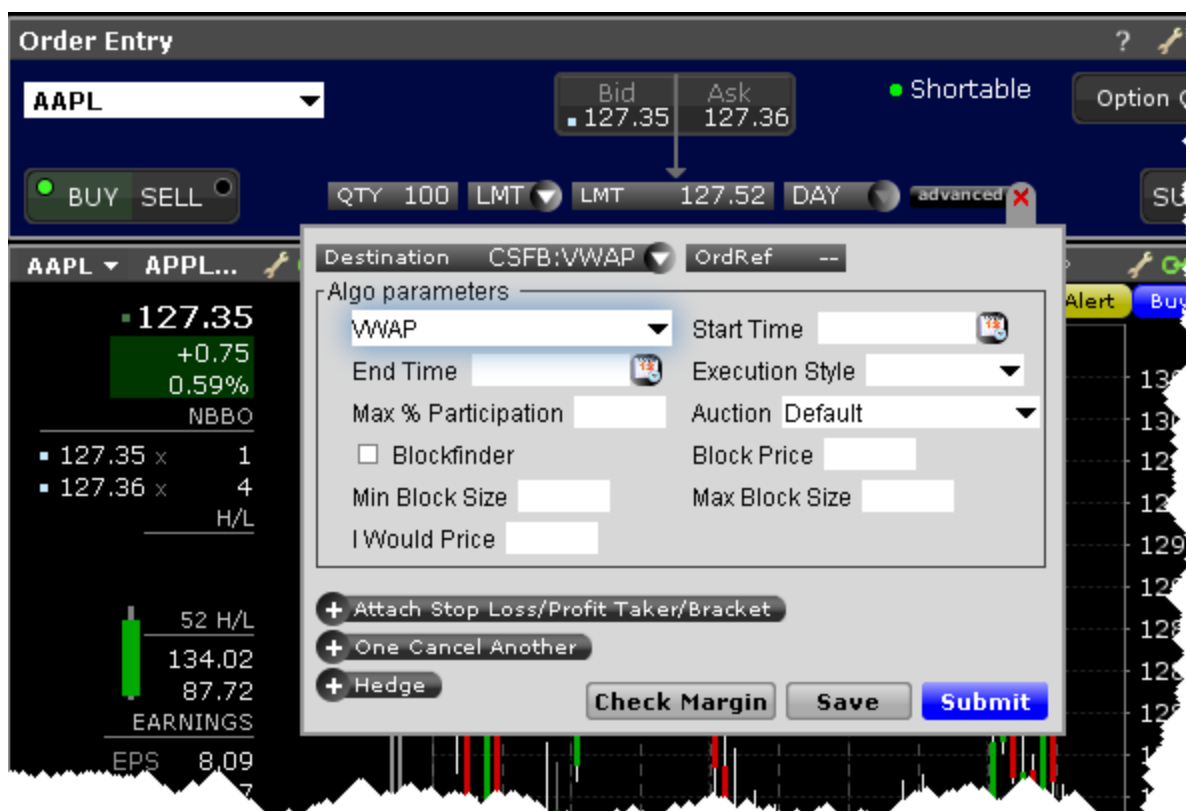 Order Entry ?
AAPL
Bid Ask
127.35 127.36
Shortable
Option
BUY SELL
QTY 100 LMT LMT 127.52 DAY advanced
AAPL APPL...
Destination CSFB:VWAP OrdRef --
Alert Buy
Algo parameters
VWAP Start Time
End Time Execution Style
Max % Participation Auction Default
Blockfinder Block Price
Min Block Size Max Block Size
I Would Price
127.35
+0.75
0.59%
NBBO
127.35 x 1
127.36 x 4
H/L
52 H/L
134.02
87.72
EARNINGS
EPS 8.09
Attach Stop Loss/Profit Taker/Bracket
One Cancel Another
Hedge
Check Margin Save Submit
129